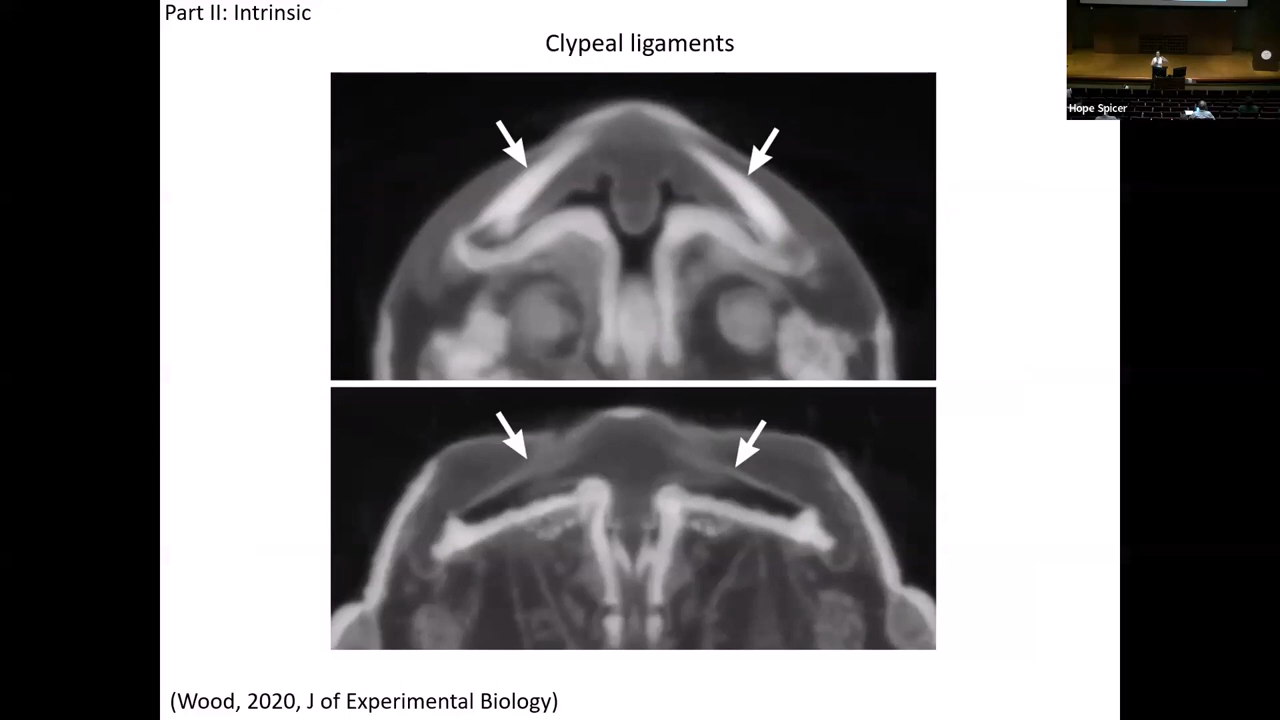 Part II: Intrinsic
Clypeal ligaments
Hope Spicer
(Wood, 2020, J of Experimental Biology)